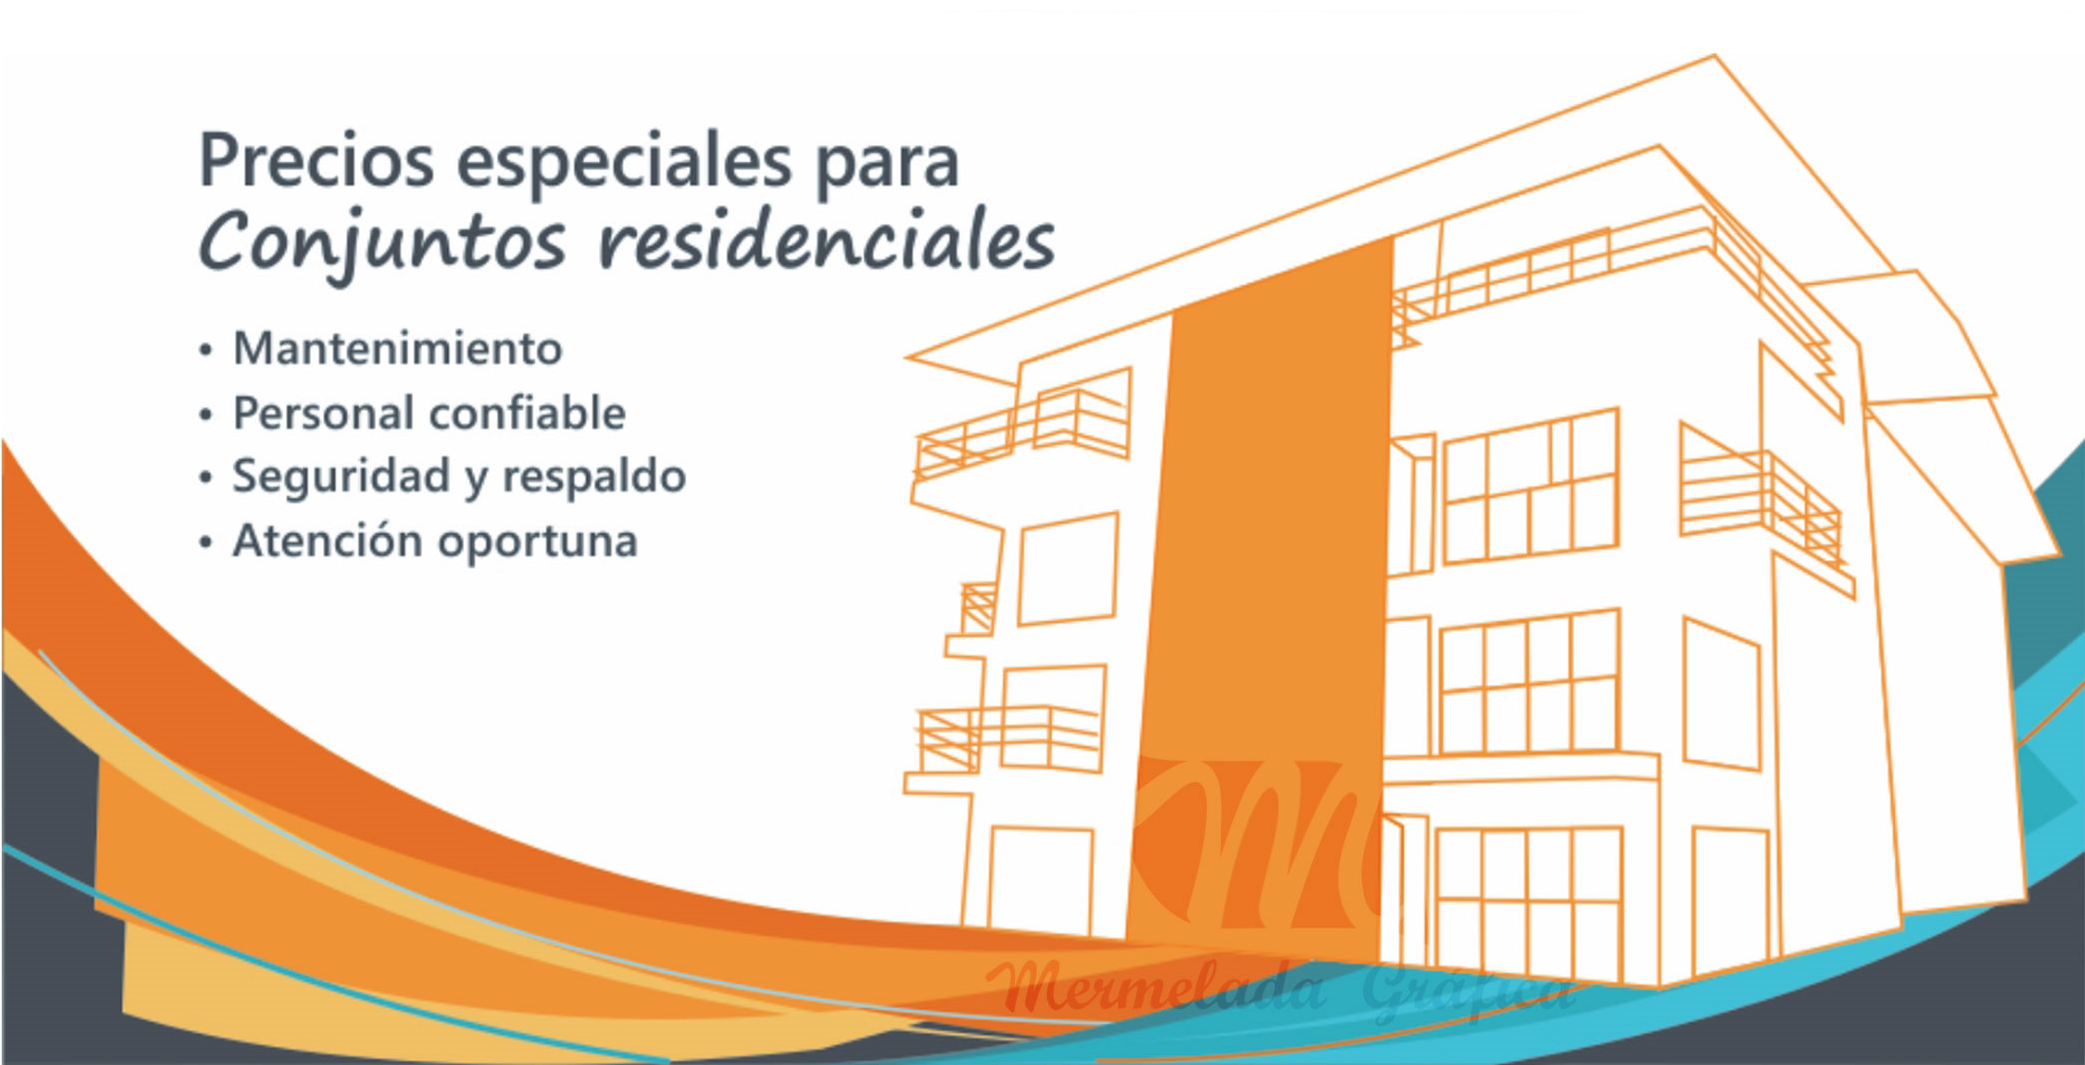 Precios especiales para
Conjuntos residenciales
• Mantenimiento
• Personal confiable
• Seguridad y respaldo
• Atención oportuna
M
Mermelada Gráfica